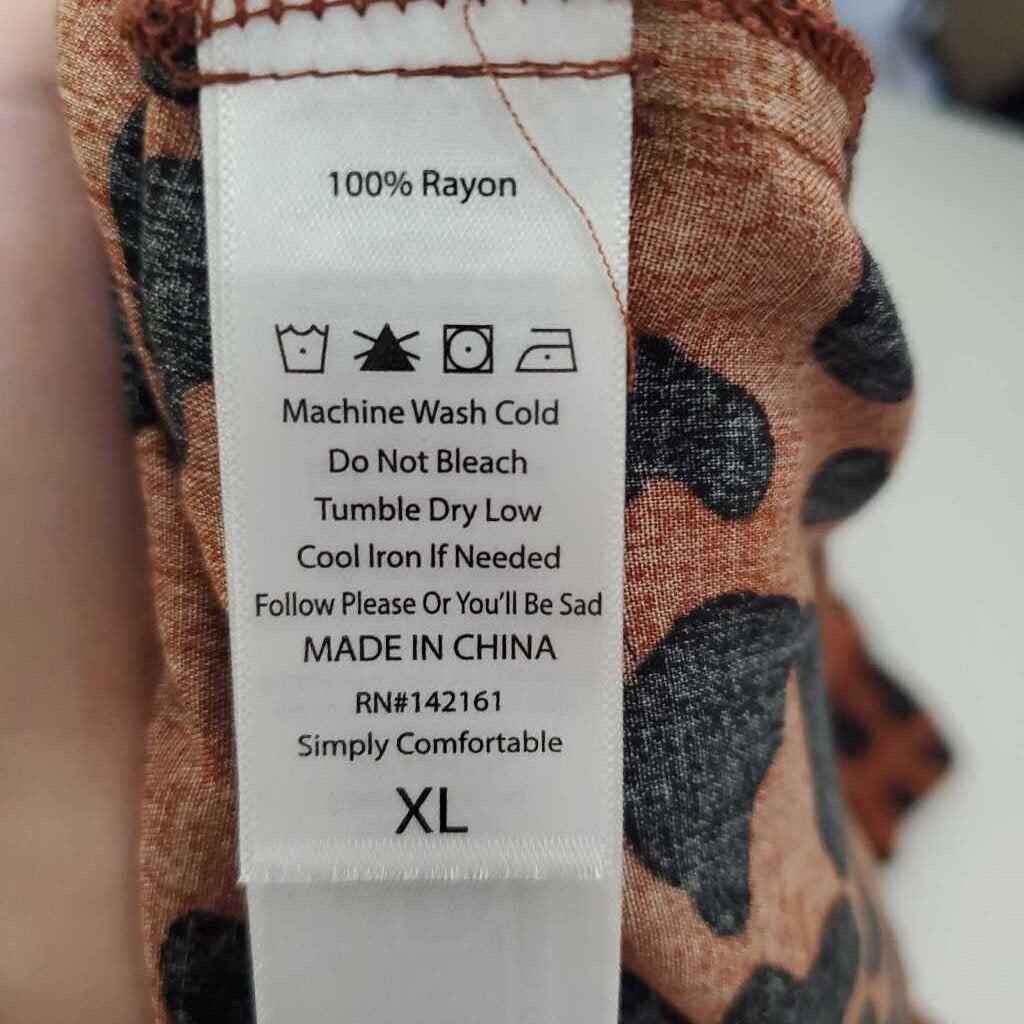 100% Rayon
Machine Wash Cold
Do Not Bleach
Tumble Dry Low
Cool Iron If Needed
Follow Please Or You'll Be Sad
MADE IN CHINA
RN#142161
Simply Comfortable
XL